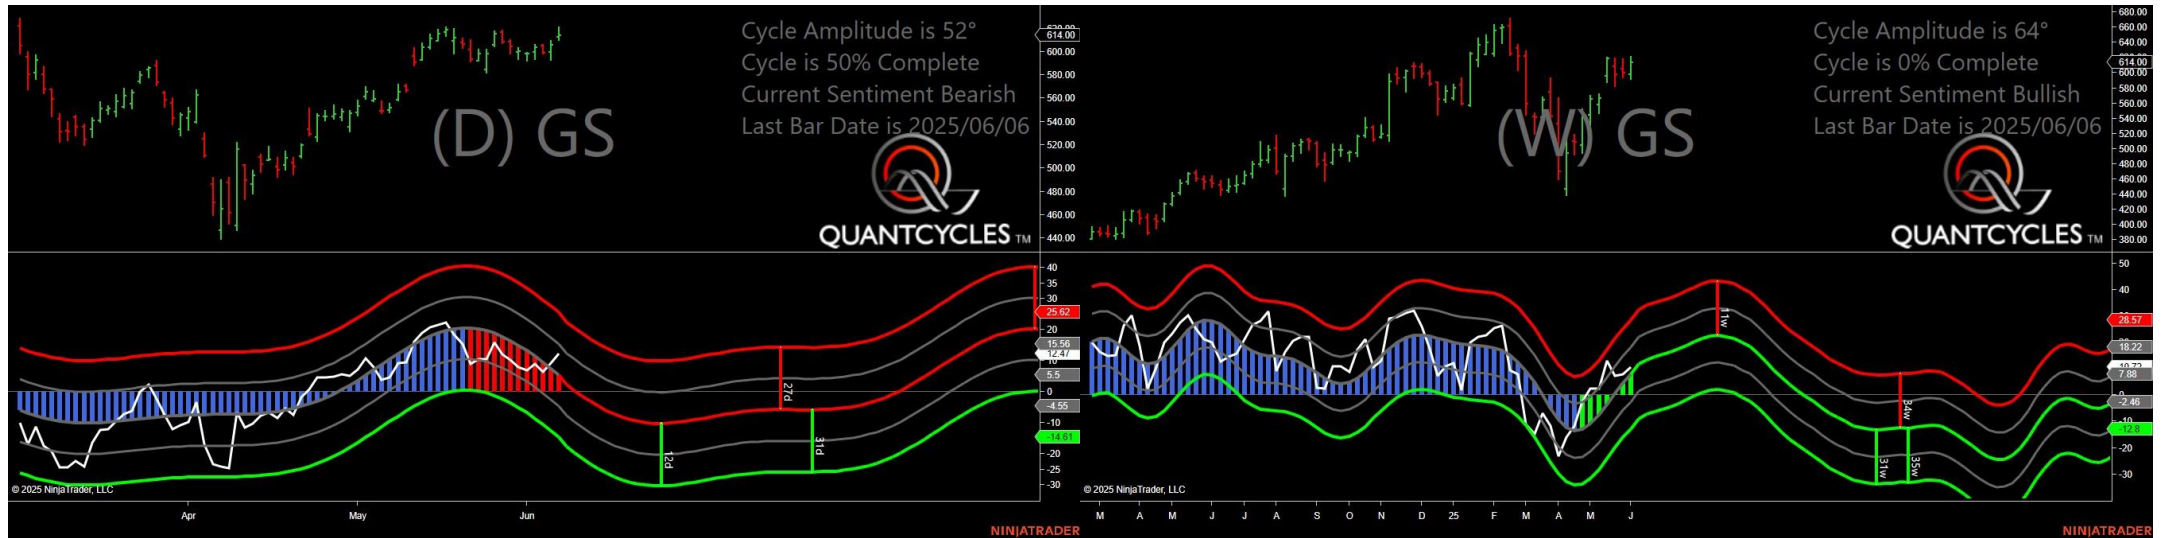 Cycle Amplitude is 52°
Cycle is 50% Complete
Current Sentiment Bearish
Last Bar Date is 2025/06/06
(D) GS
QUANTCYCLES TM
620.00
614.00
600.00
580.00
560.00
540.00
520.00
500.00
480.00
460.00
440.00
40
35
30
25.62
20
15.56
12.47
10
5.5
0
-4.55
-10
-14.61
-20
-25
-30
12d
27d
31d
© 2025 NinjaTrader, LLC
Apr
May
Jun
NINJATRADER
Cycle Amplitude is 64°
Cycle is 0% Complete
Current Sentiment Bullish
Last Bar Date is 2025/06/06
(W) GS
QUANTCYCLES TM
680.00
660.00
640.00
614.00
600.00
580.00
560.00
540.00
520.00
500.00
480.00
460.00
440.00
420.00
400.00
380.00
50
40
28.57
18.22
7.88
-2.46
-12.8
-20
-30
11w
34w
31w
35w
© 2025 NinjaTrader, LLC
M A M J J A S O N D 25 F M A M J
NINJATRADER